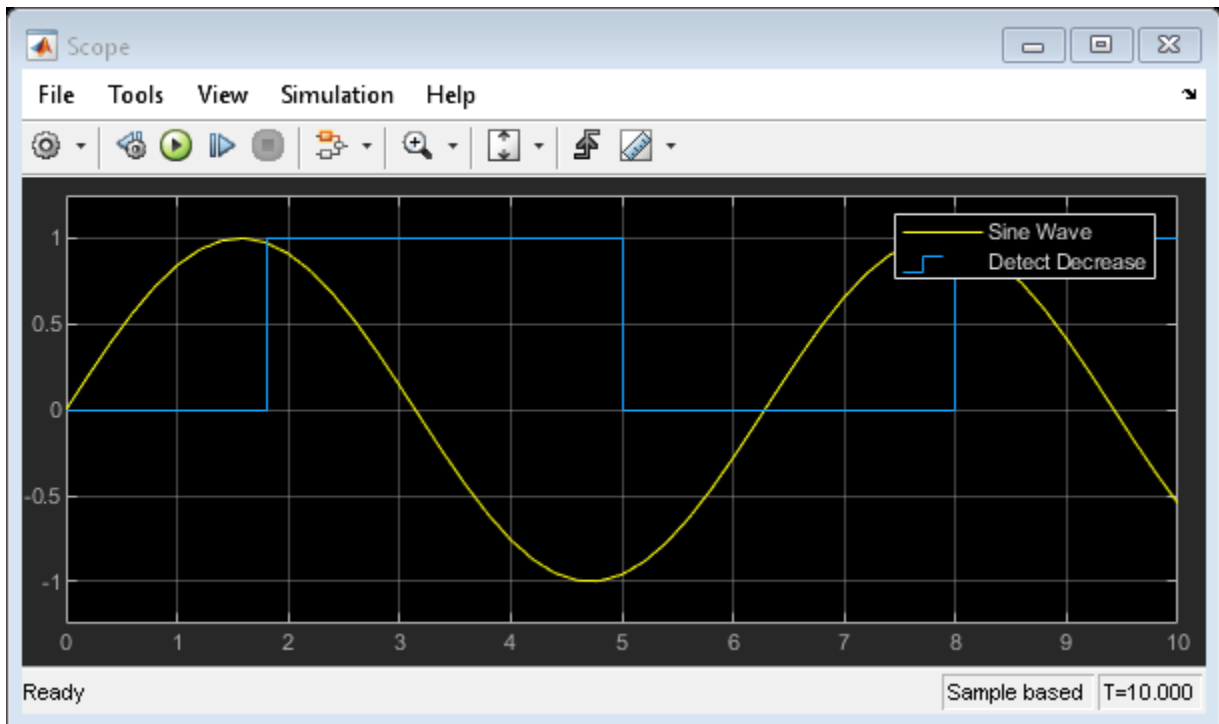 Scope
File Tools View Simulation Help
Sine Wave
Detect Decrease
1
0.5
0
-0.5
-1
0 1 2 3 4 5 6 7 8 9 10
Ready Sample based T=10.000